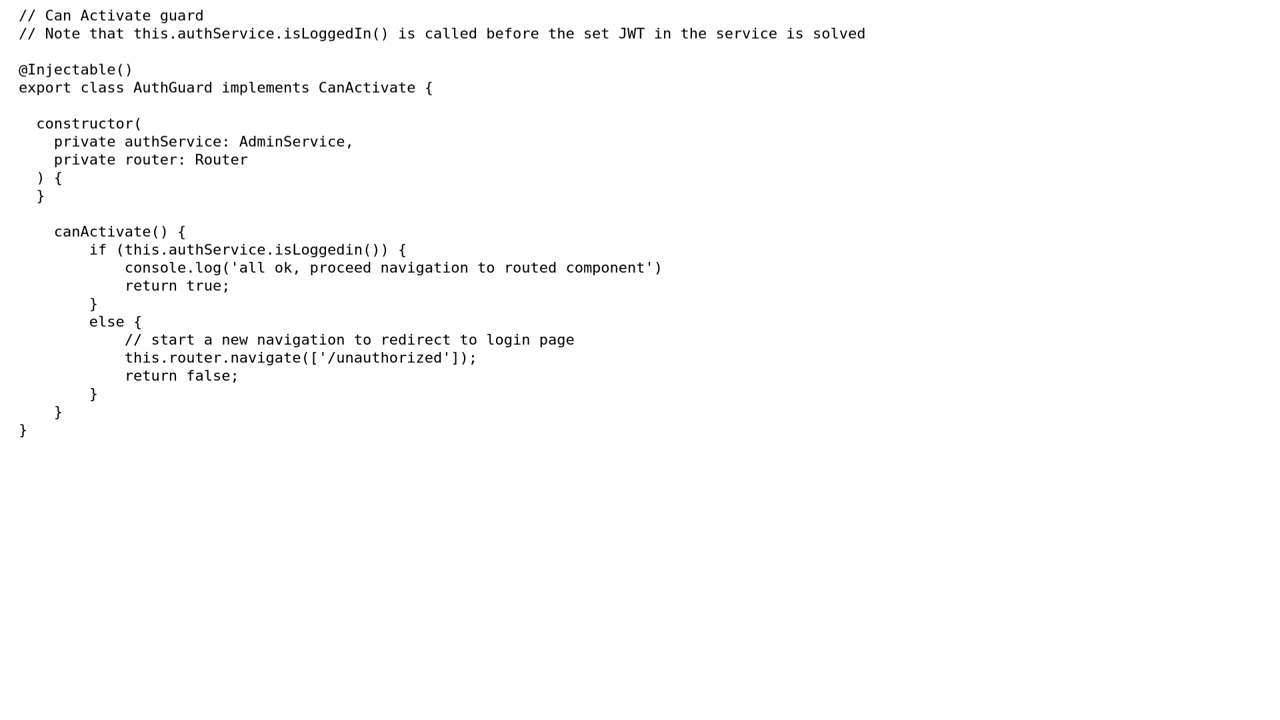 // Can Activate guard
// Note that this.authService.isLoggedIn() is called before the set JWT in the service is solved
@Injectable()
export class AuthGuard implements CanActivate {
constructor(
private authService: AdminService,
private router: Router
) {
}
canActivate() {
if (this.authService.isLoggedin()) {
console.log('all ok, proceed navigation to routed component')
return true;
}
else {
// start a new navigation to redirect to login page
this.router.navigate(['/unauthorized']);
return false;
}
}
}